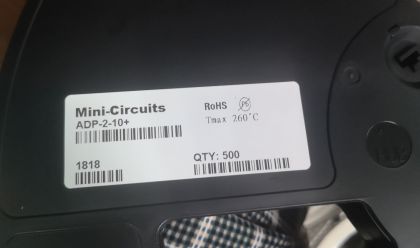 Mini-Circuits
ADP-2-10+
RoHS
Tmax 260°C
1818
QTY: 500